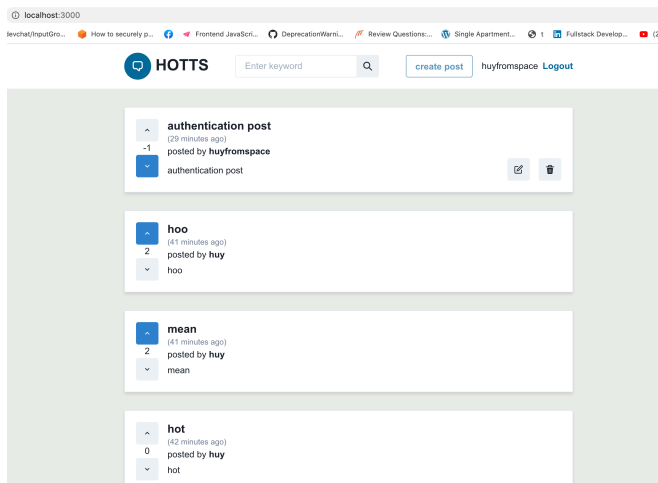 localhost:3000
devchat/InputGro... How to securely p... Frontend JavaScri... DeprecationWarni... Review Questions:... Single Apartment... t Fullstack Develop... (2
HOTTS Enter keyword create post huyfromspace Logout
authentication post
(29 minutes ago)
-1
posted by huyfromspace
authentication post
hoo
(41 minutes ago)
2
posted by huy
hoo
mean
(41 minutes ago)
2
posted by huy
mean
hot
(42 minutes ago)
0
posted by huy
hot